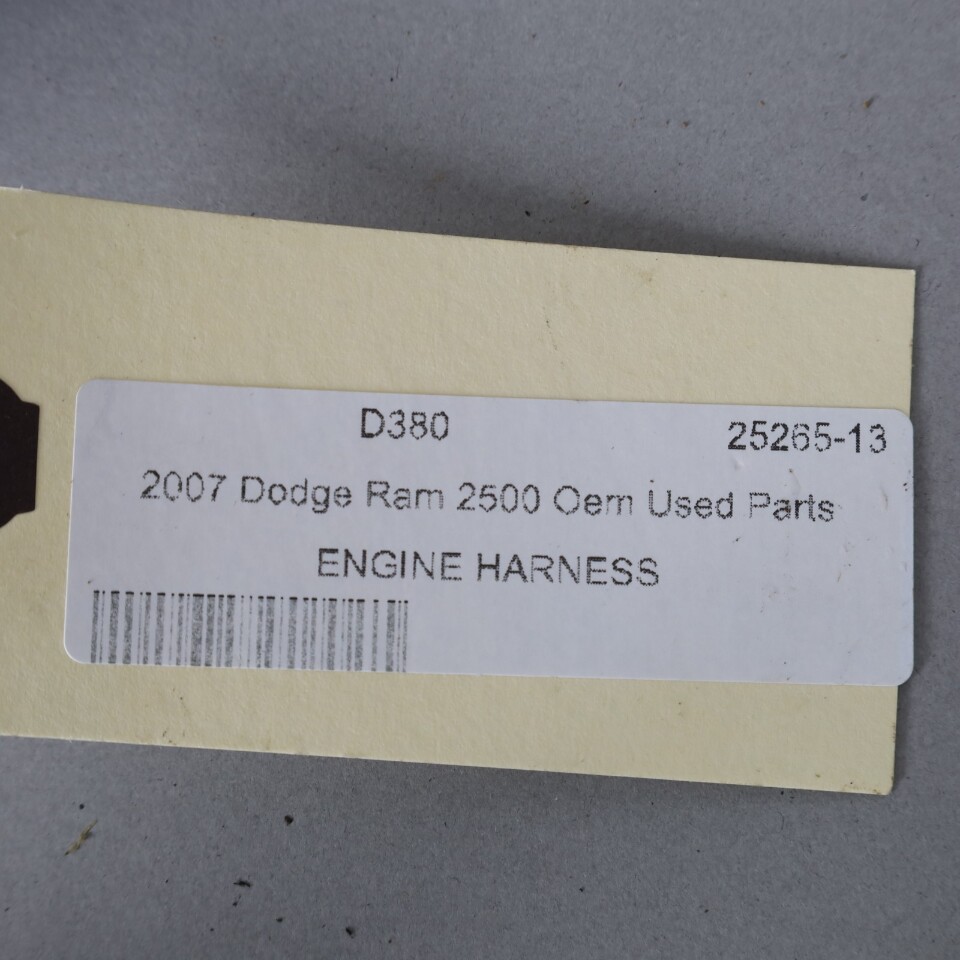 D380 25265-13
2007 Dodge Ram 2500 Oem Used Parts
ENGINE HARNESS